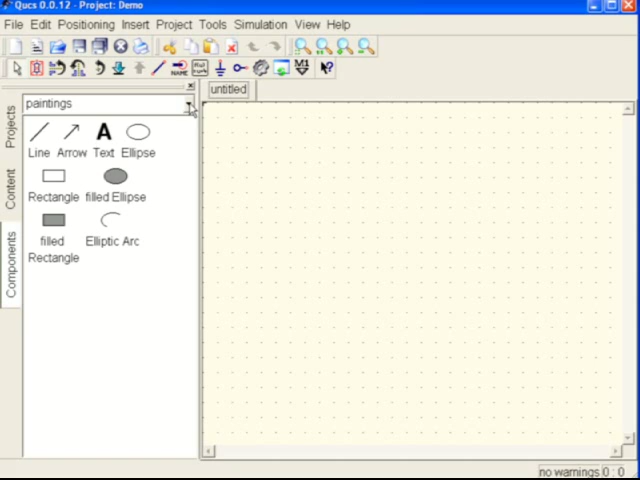 Qucs 0.0.12 - Project: Demo
File Edit Positioning Insert Project Tools Simulation View Help
NAME
paintings
untitled
Projects
Content
Components
Line Arrow Text Ellipse
A
Rectangle filled Ellipse
filled Rectangle
Elliptic Arc
no warnings 0 : 0